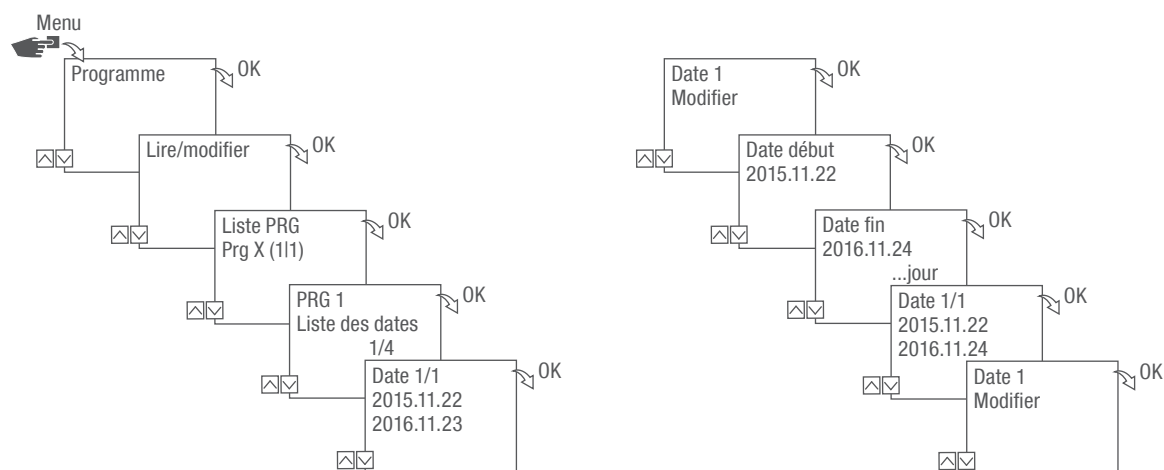 Menu
Programme
OK
Lire/modifier
OK
Liste PRG
Prg X (1|1)
OK
PRG 1
Liste des dates
1/4
OK
Date 1/1
2015.11.22
2016.11.23
OK
Date 1
Modifier
OK
Date début
2015.11.22
OK
Date fin
2016.11.24
...jour
OK
Date 1/1
2015.11.22
2016.11.24
OK
Date 1
Modifier
OK